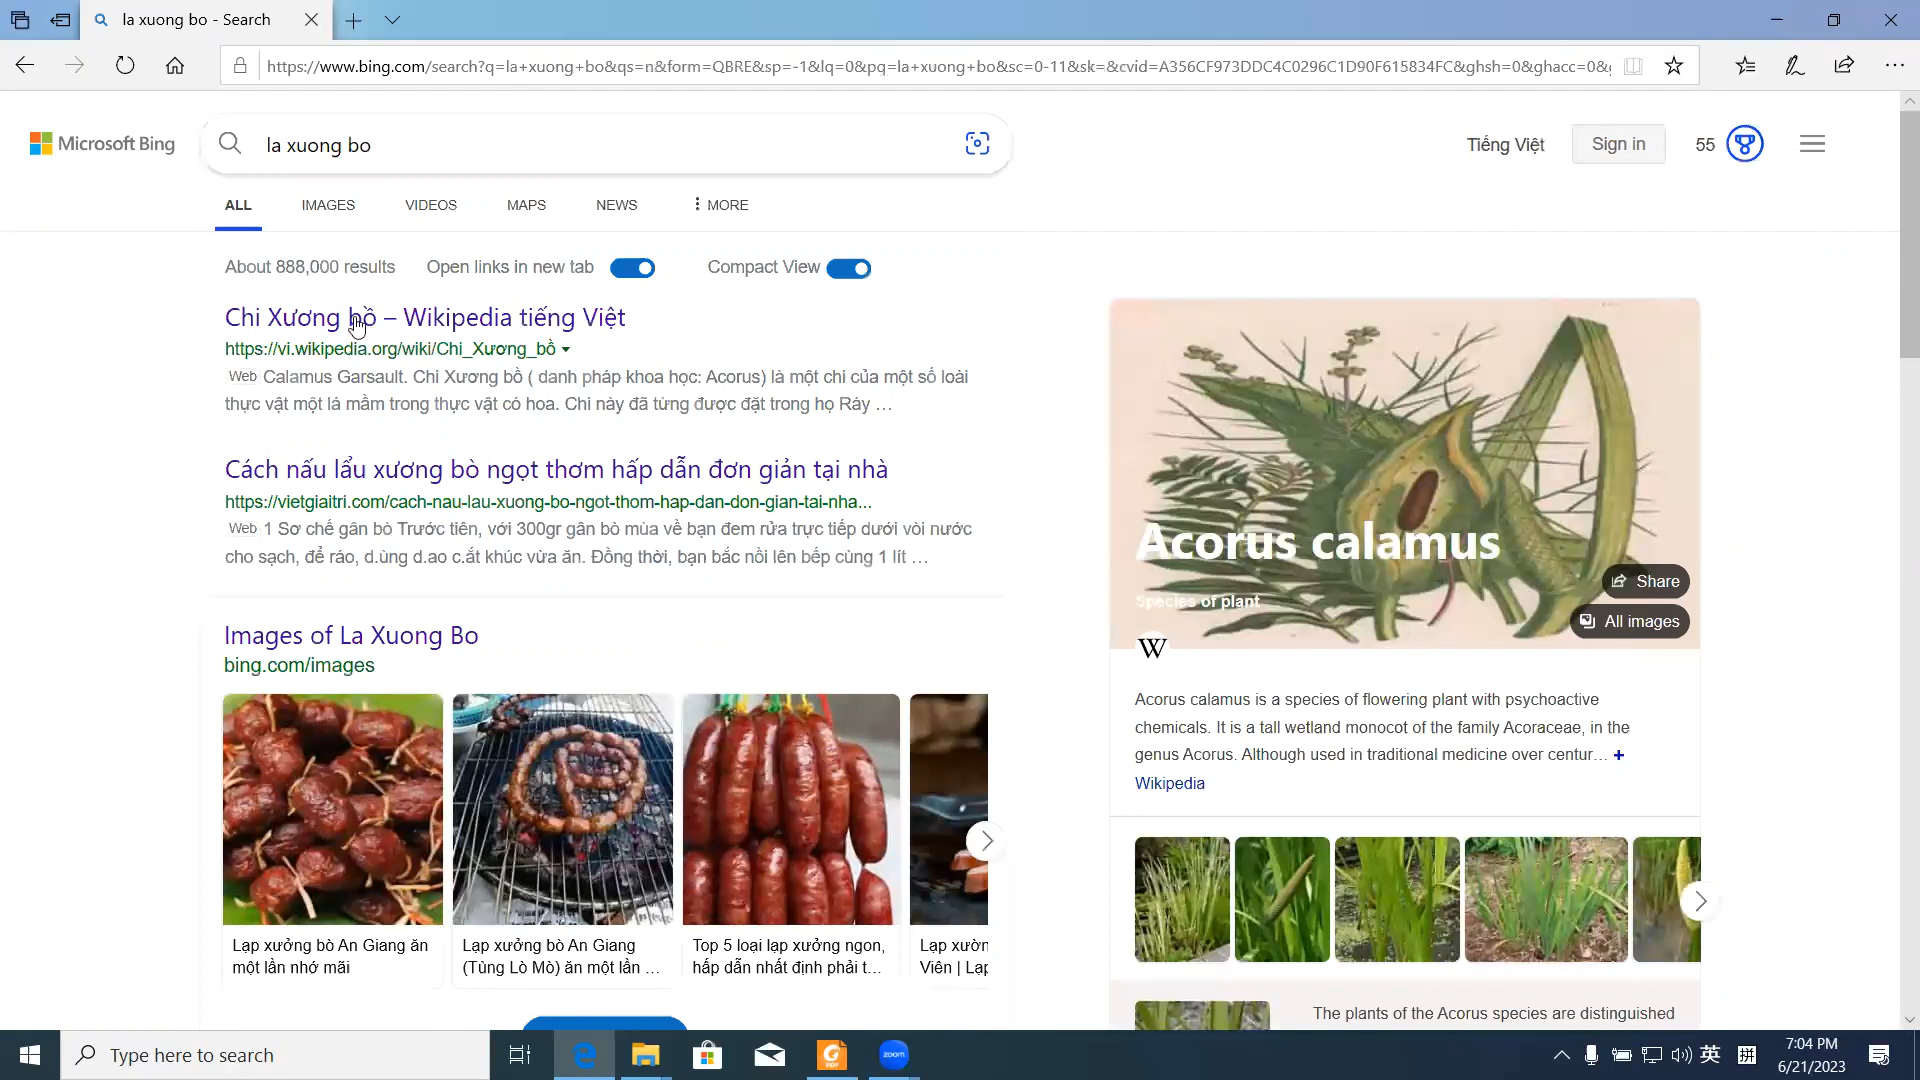 la xuong bo - Search
https://www.bing.com/search?q=la+xuong+bo&qs=n&form=QBRE&sp=-1&lq=0&pq=la+xuong+bo&sc=0-11&sk=&cvid=A356CF973DDC4C0296C1D90F615834FC&ghsh=0&ghacc=0&
Microsoft Bing
la xuong bo
Tiếng Việt
Sign in
55
ALL
IMAGES
VIDEOS
MAPS
NEWS
MORE
About 888,000 results
Open links in new tab
Compact View
Chi Xương bồ – Wikipedia tiếng Việt
https://vi.wikipedia.org/wiki/Chi_Xương_bồ
Web Calamus Garsault. Chi Xương bồ ( danh pháp khoa học: Acorus) là một chi của một số loài
thực vật một lá mầm trong thực vật có hoa. Chi này đã từng được đặt trong họ Ráy …
Cách nấu lẩu xương bò ngọt thơm hấp dẫn đơn giản tại nhà
https://vietgiaitri.com/cach-nau-lau-xuong-bo-ngot-thom-hap-dan-don-gian-tai-nha...
Web 1 Sơ chế gân bò Trước tiên, với 300gr gân bò mùa về bạn đem rửa trực tiếp dưới vòi nước
cho sạch, để ráo, d.ùng d.ao c.ắt khúc vừa ăn. Đồng thời, bạn bắc nồi lên bếp cùng 1 lít …
Images of La Xuong Bo
bing.com/images
Lạp xưởng bò An Giang ăn
một lần nhớ mãi
Lạp xưởng bò An Giang
(Tùng Lò Mò) ăn một lần ...
Top 5 loại lạp xưởng ngon,
hấp dẫn nhất định phải t...
Lạp xườn
Viên | Lạp
Acorus calamus
Species of plant
Share
All images
W
Acorus calamus is a species of flowering plant with psychoactive
chemicals. It is a tall wetland monocot of the family Acoraceae, in the
genus Acorus. Although used in traditional medicine over centur… +
Wikipedia
The plants of the Acorus species are distinguished
Type here to search
zoom
英
拼
7:04 PM
6/21/2023